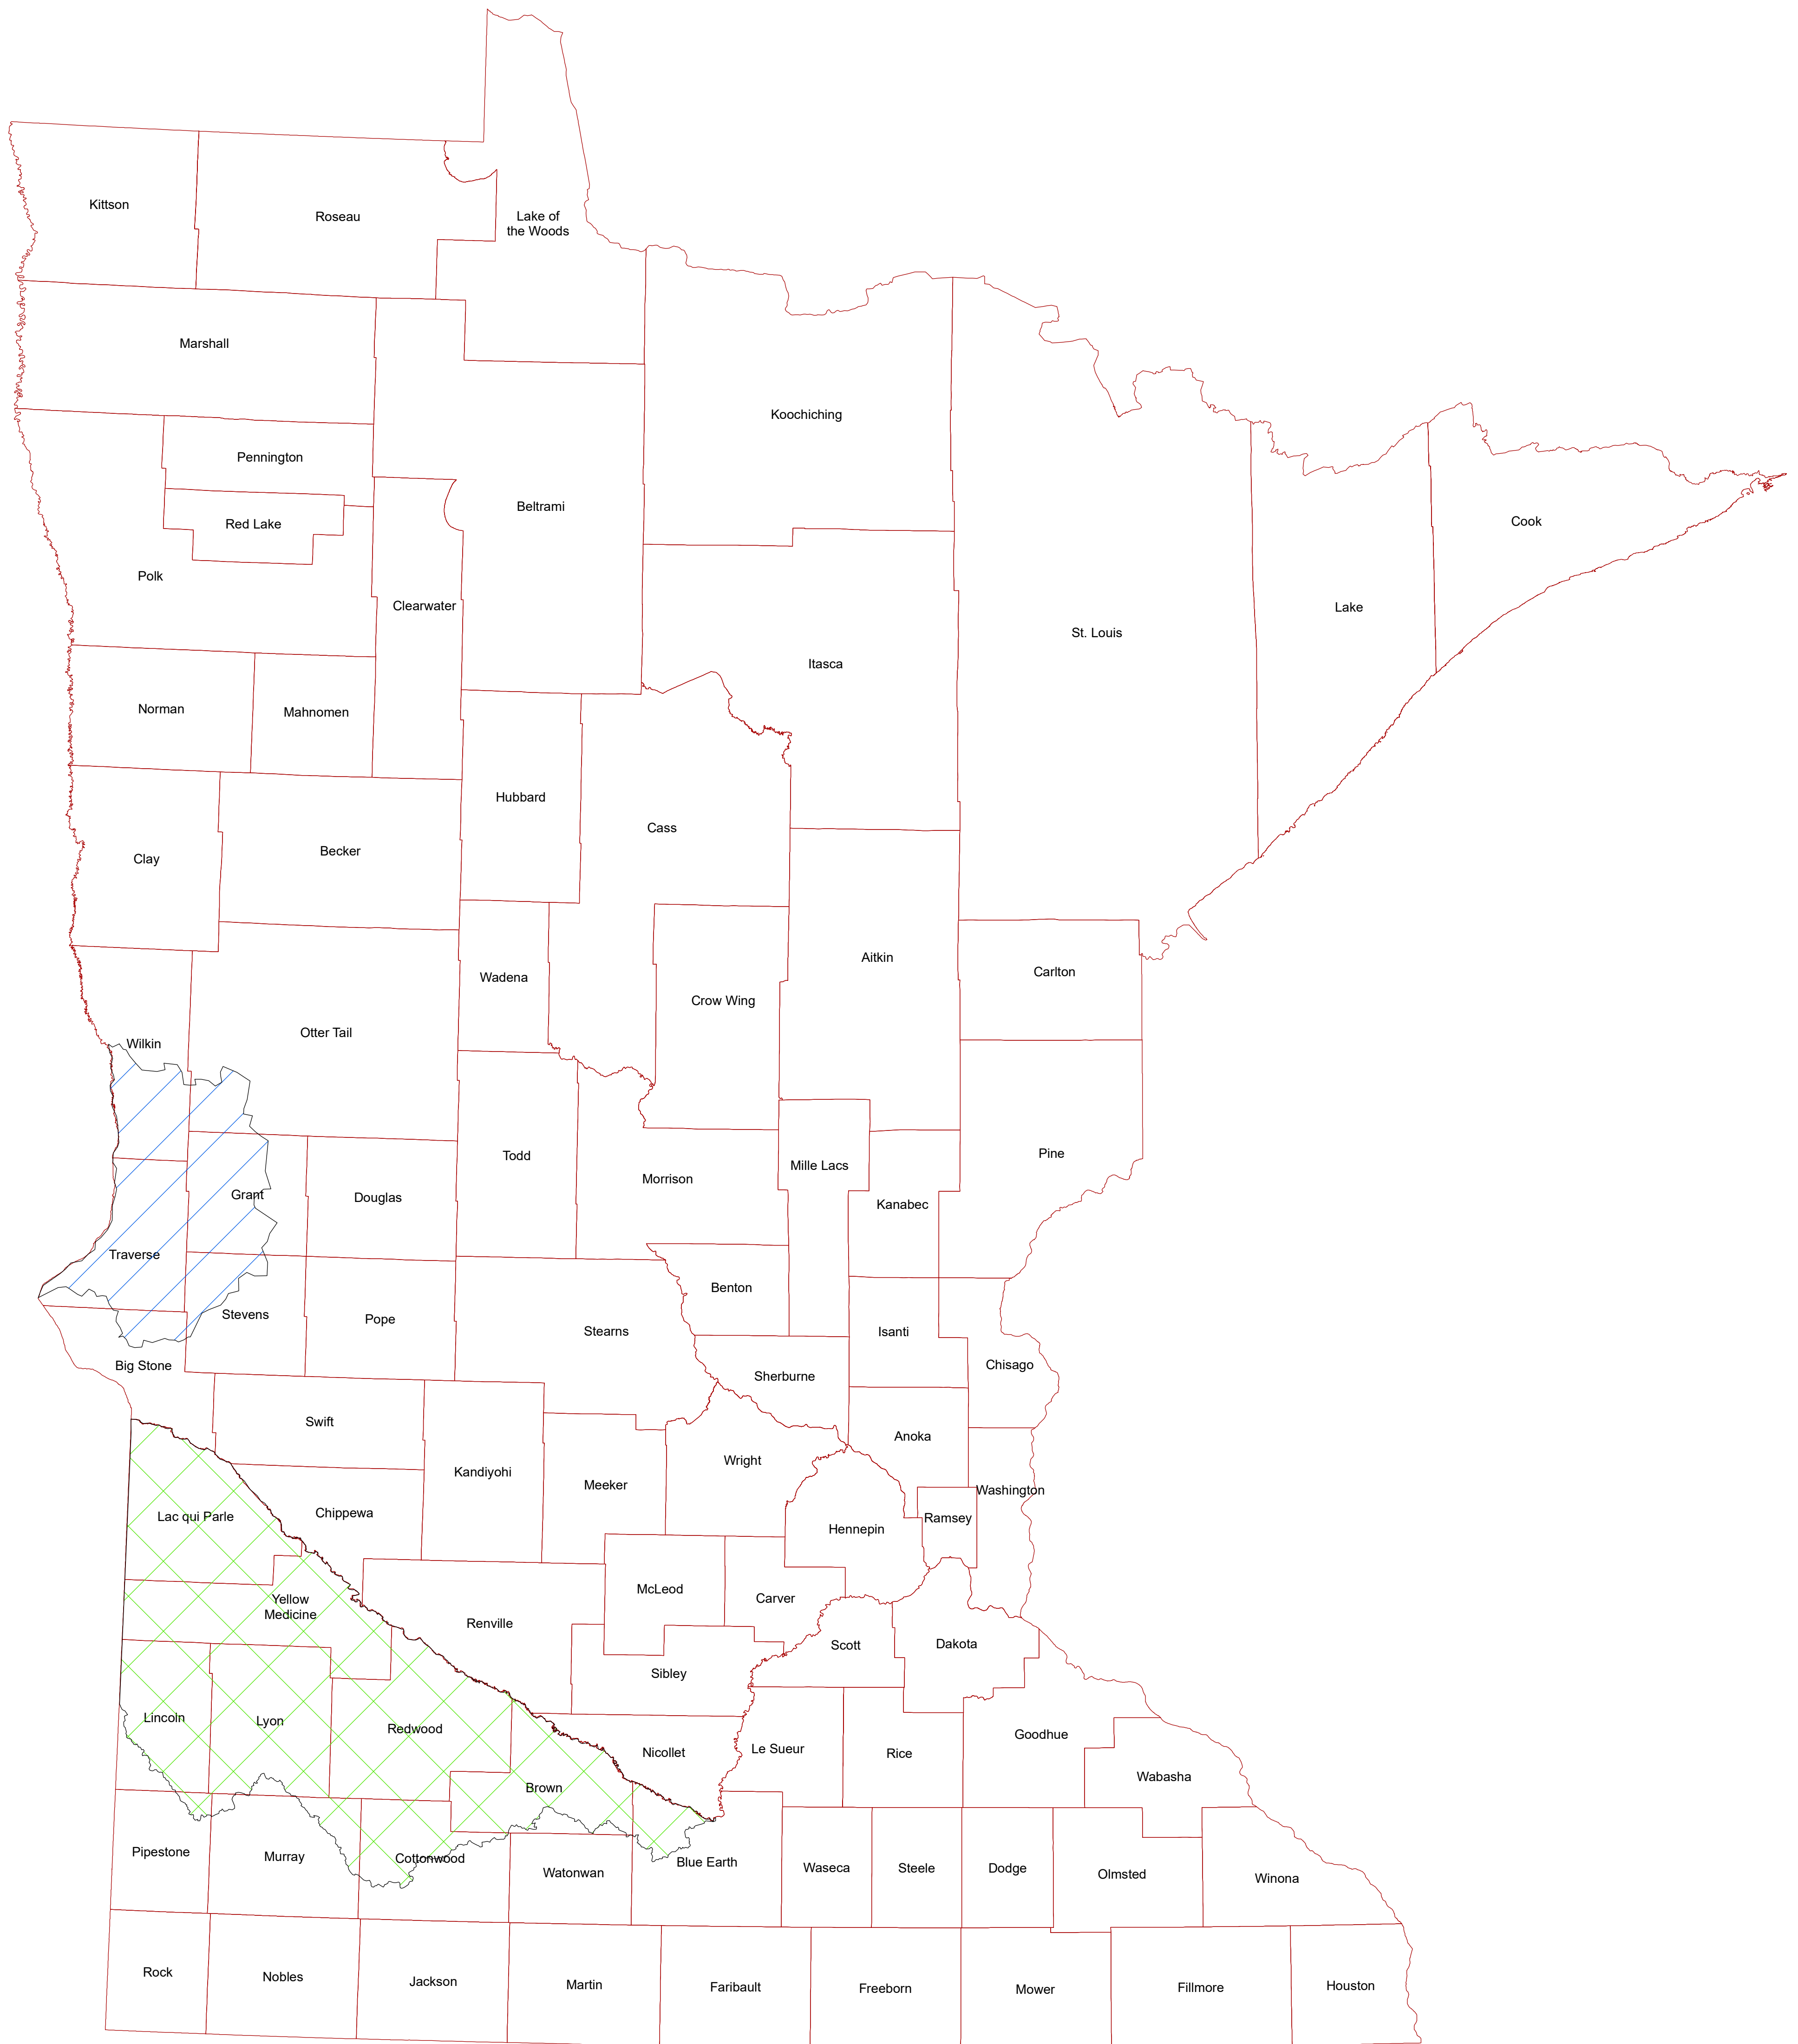 Kittson
Roseau
Lake of
the Woods
Marshall
Koochiching
Pennington
Beltrami
Red Lake
Cook
Polk
Clearwater
Lake
St. Louis
Itasca
Norman
Mahnomen
Hubbard
Cass
Becker
Clay
Aitkin
Carlton
Wadena
Crow Wing
Otter Tail
Wilkin
Pine
Todd
Mille Lacs
Morrison
Grant
Douglas
Kanabec
Traverse
Benton
Stevens
Pope
Stearns
Isanti
Big Stone
Chisago
Sherburne
Swift
Anoka
Wright
Kandiyohi
Meeker
Washington
Lac qui Parle
Chippewa
Ramsey
Hennepin
McLeod
Carver
Yellow
Medicine
Renville
Scott
Dakota
Sibley
Lincoln
Lyon
Redwood
Goodhue
Nicollet
Le Sueur
Rice
Wabasha
Brown
Pipestone
Murray
Cottonwood
Blue Earth
Watonwan
Waseca
Steele
Dodge
Olmsted
Winona
Rock
Nobles
Jackson
Martin
Faribault
Freeborn
Mower
Fillmore
Houston